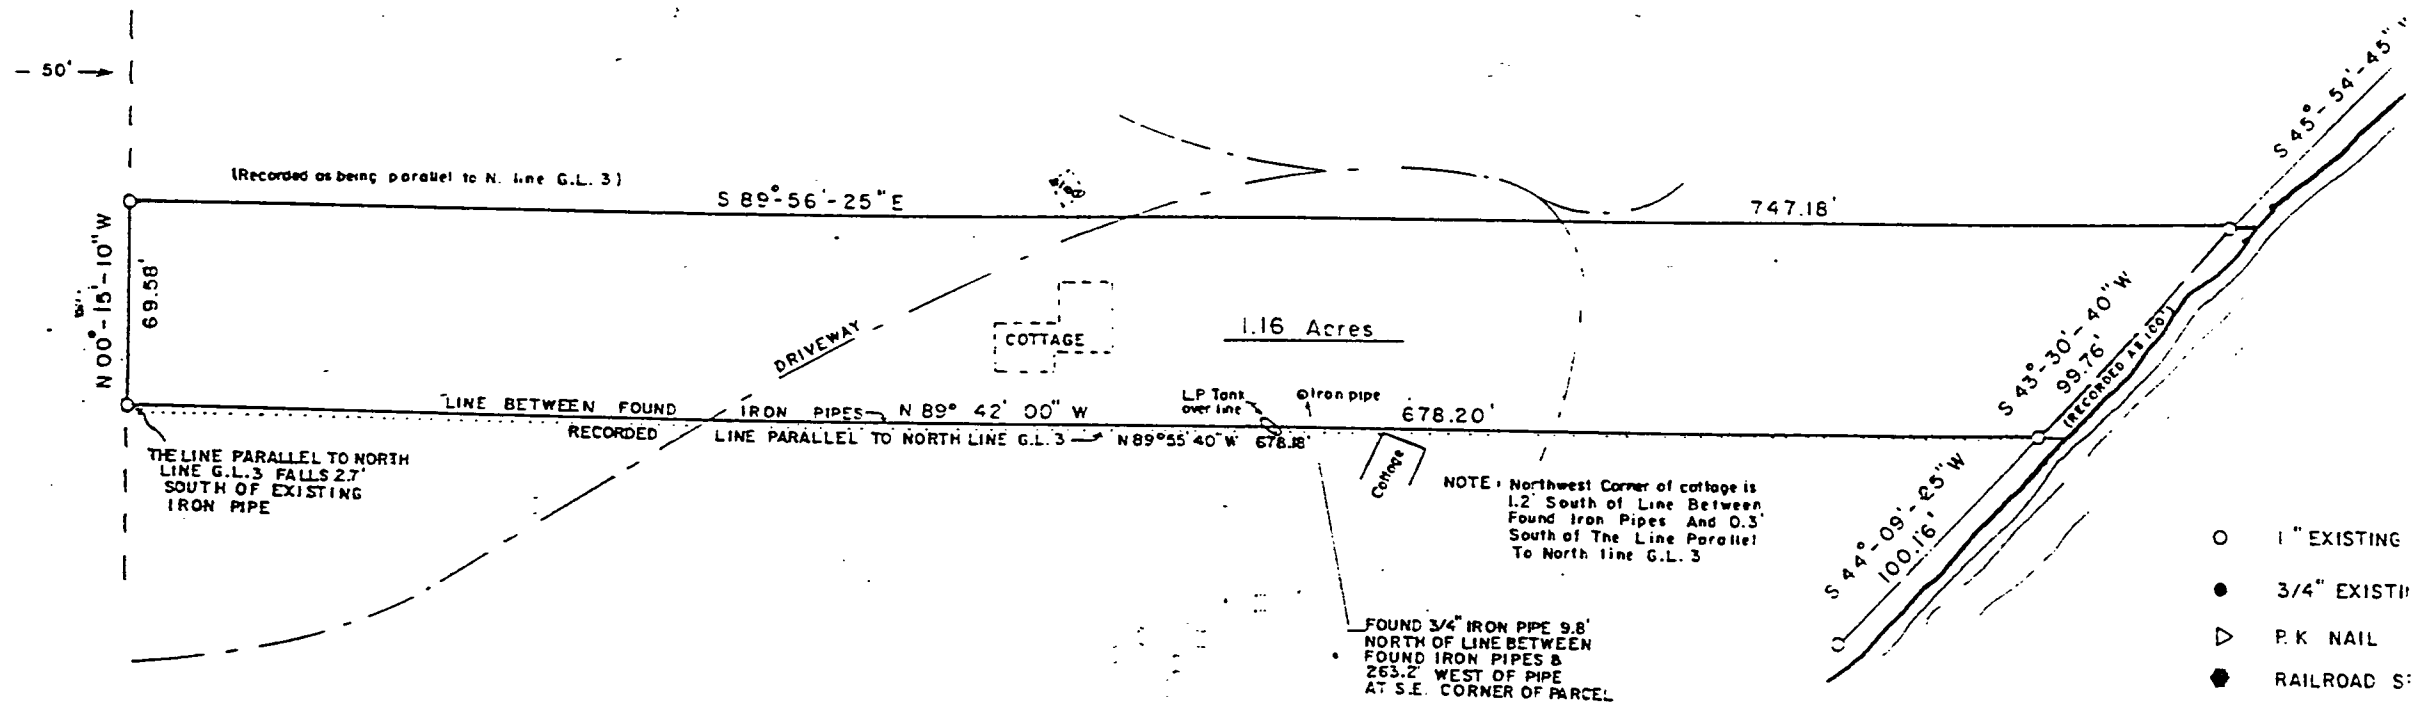 — 50'
(Recorded as being parallel to N. line G.L. 3)
S 89°-56'-25" E
747.18'
S 45°-54'-45"
N 00°-15'-10" W
69.58'
DRIVEWAY
COTTAGE
1.16 Acres
S 43°-30'-40" W
99.76'
(RECORDED AS 100')
LINE BETWEEN FOUND IRON PIPES
N 89° 42' 00" W
L.P. Tank
over line
Iron pipe
678.20'
RECORDED LINE PARALLEL TO NORTH LINE G.L. 3
N 89° 55' 40" W 678.18'
THE LINE PARALLEL TO NORTH
LINE G.L. 3 FALLS 2.7'
SOUTH OF EXISTING
IRON PIPE
Cottage
NOTE: Northwest Corner of cottage is
1.2' South of Line Between
Found Iron Pipes And 0.3'
South of The Line Parallel
To North line G.L. 3
S 44°-09'-25" W
100.16'
FOUND 3/4" IRON PIPE 9.8'
NORTH OF LINE BETWEEN
FOUND IRON PIPES &
263.2' WEST OF PIPE
AT S.E. CORNER OF PARCEL
1" EXISTING
3/4" EXISTIN
P.K NAIL
RAILROAD S